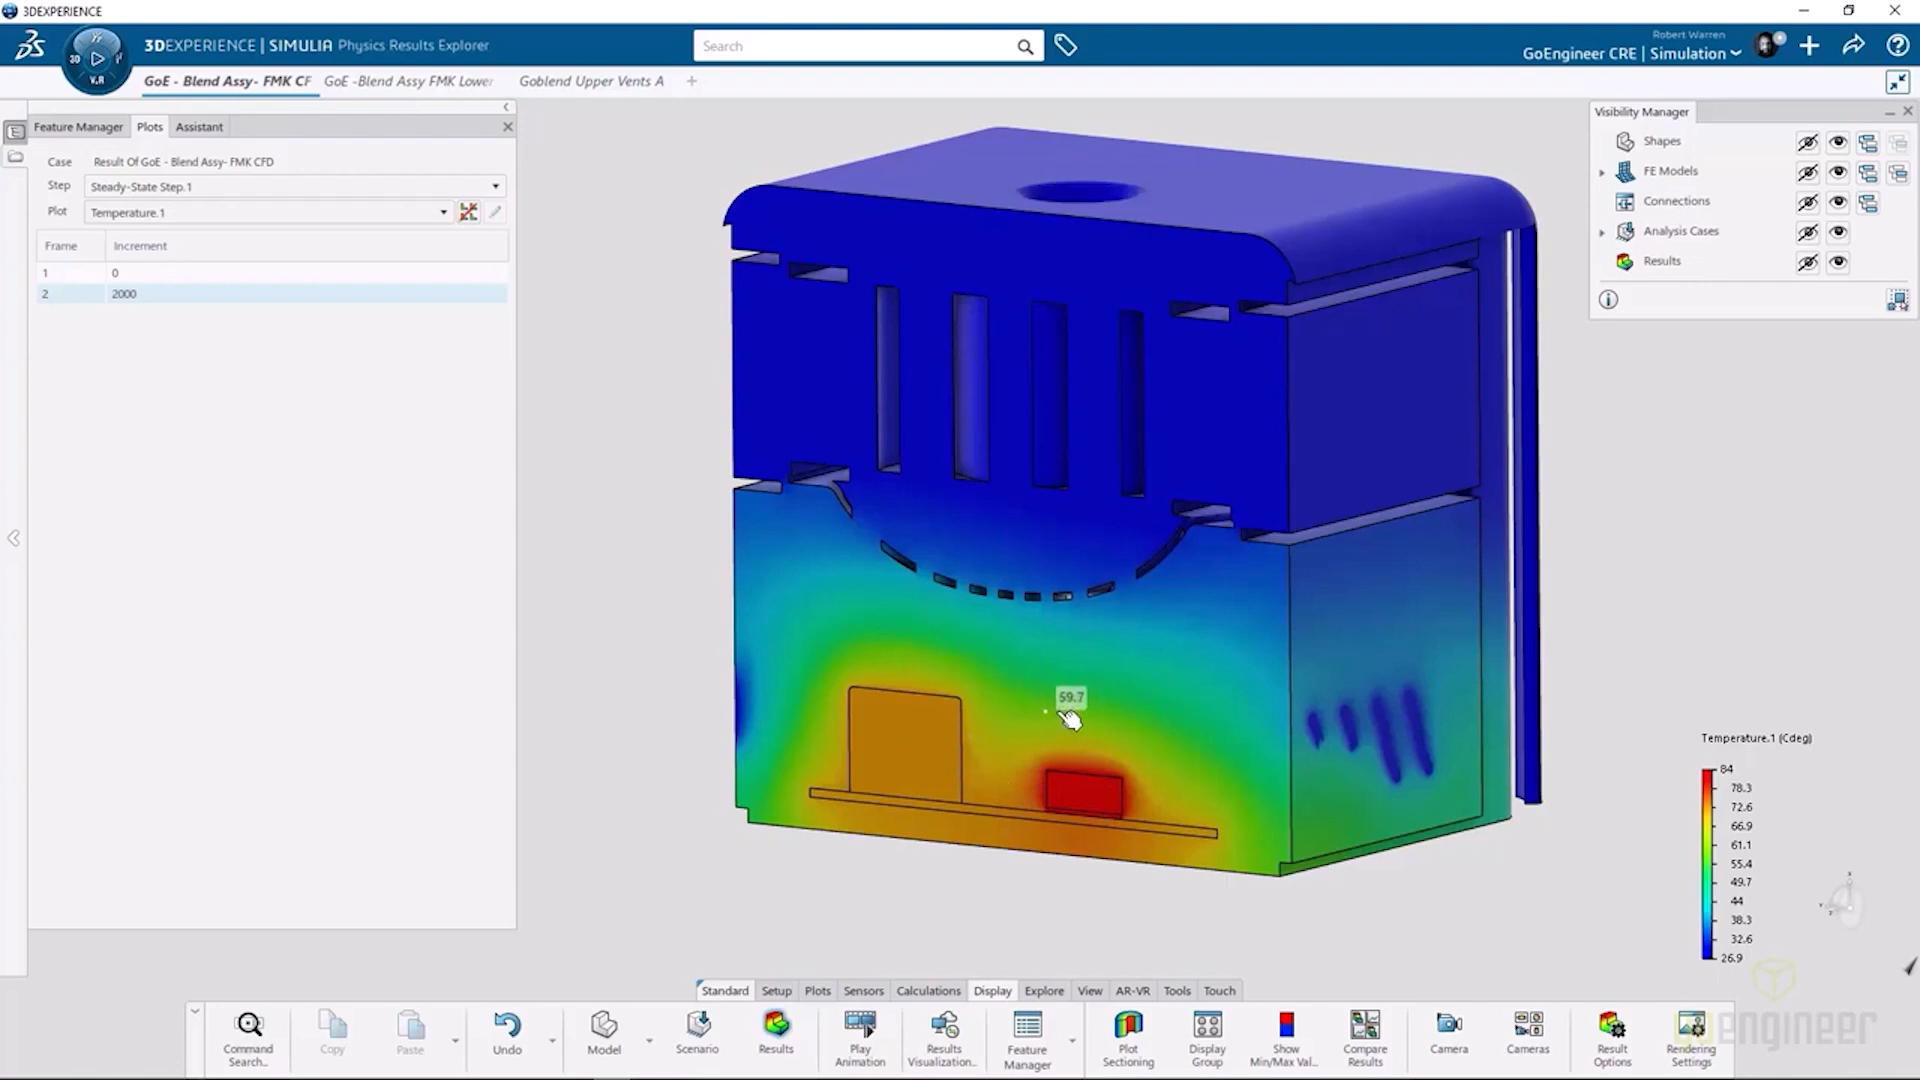 3DEXPERIENCE
3DEXPERIENCE | SIMULIA Physics Results Explorer
Search
Robert Warren
GoEngineer CRE | Simulation
3D
V.R
GoE - Blend Assy- FMK CF
GoE -Blend Assy FMK Lower
Goblend Upper Vents A
Feature Manager
Plots
Assistant
Case
Result Of GoE - Blend Assy- FMK CFD
Step
Steady-State Step.1
Plot
Temperature.1
Frame
Increment
1
0
2
2000
Visibility Manager
Shapes
FE Models
Connections
Analysis Cases
Results
59.7
Temperature.1 (Cdeg)
84
78.3
72.6
66.9
61.1
55.4
49.7
44
38.3
32.6
26.9
Standard
Setup
Plots
Sensors
Calculations
Display
Explore
View
AR-VR
Tools
Touch
Command
Search...
Copy
Paste
Undo
Model
Scenario
Results
Play
Animation
Results
Visualization...
Feature
Manager
Plot
Sectioning
Display
Group
Show
Min/Max Val...
Compare
Results
Camera
Cameras
Result
Options
Rendering
Settings
goengineer